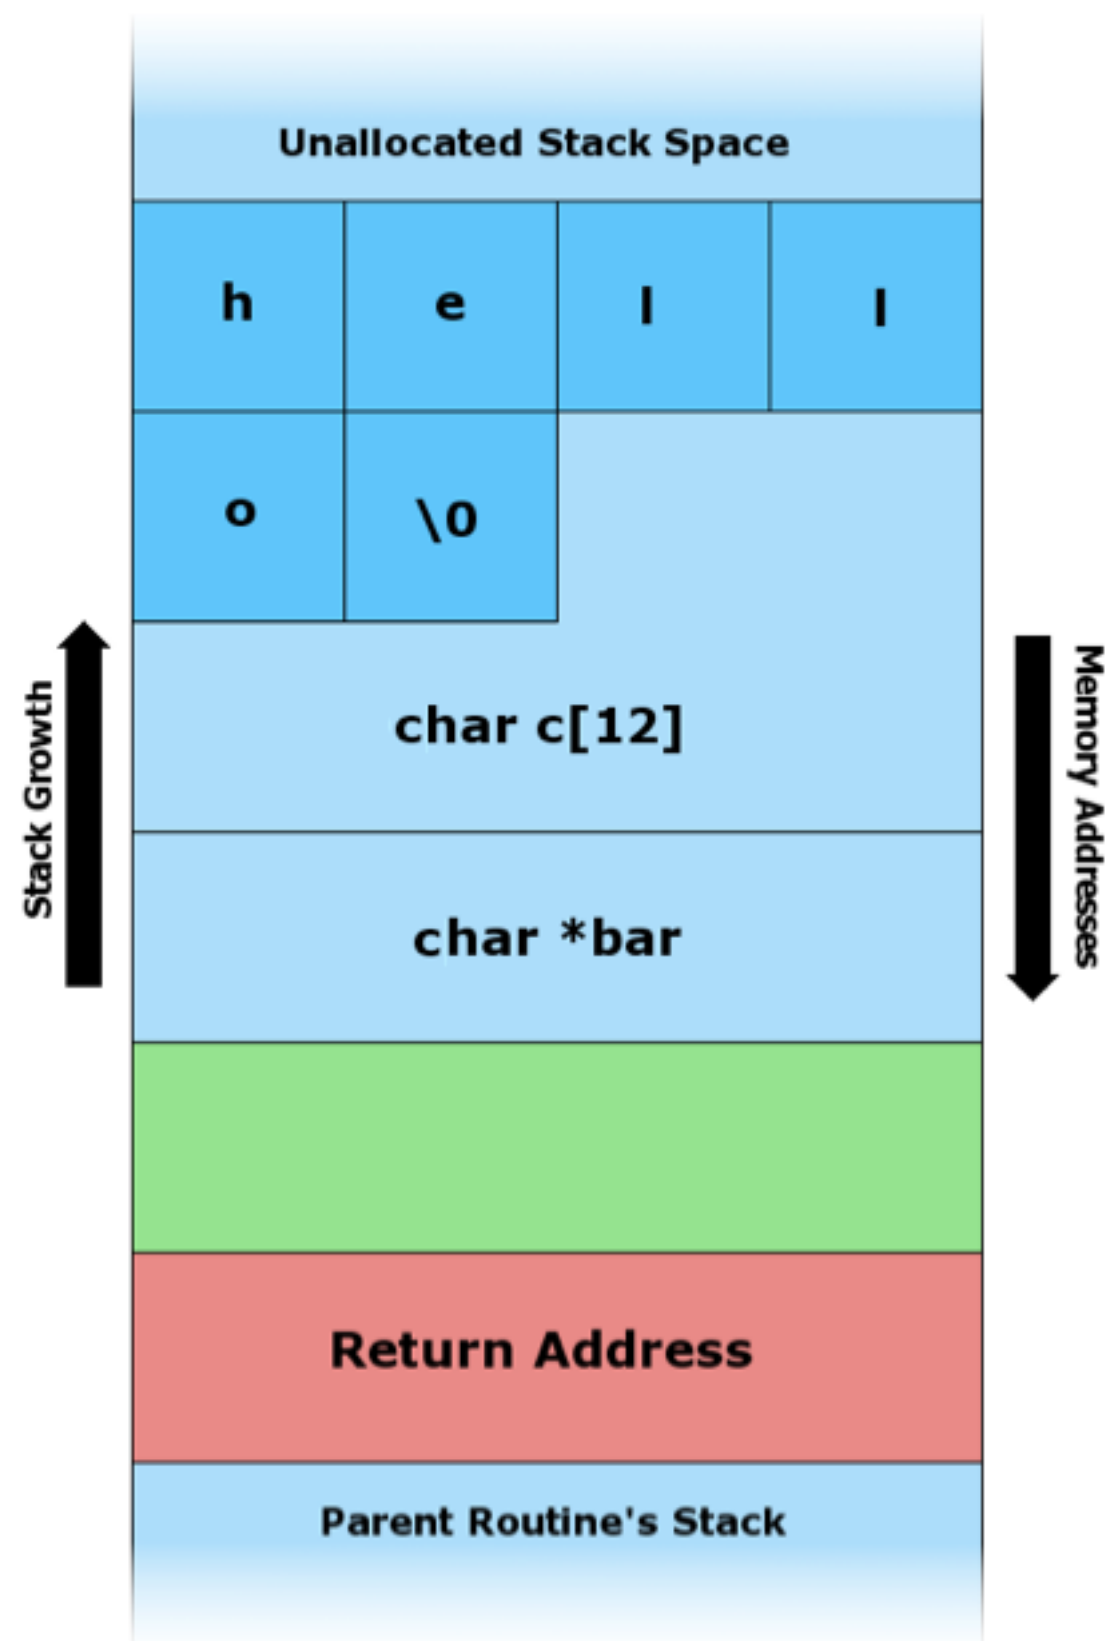 Unallocated Stack Space
h e l l
o \0
char c[12]
Stack Growth
Memory Addresses
char *bar
Return Address
Parent Routine's Stack